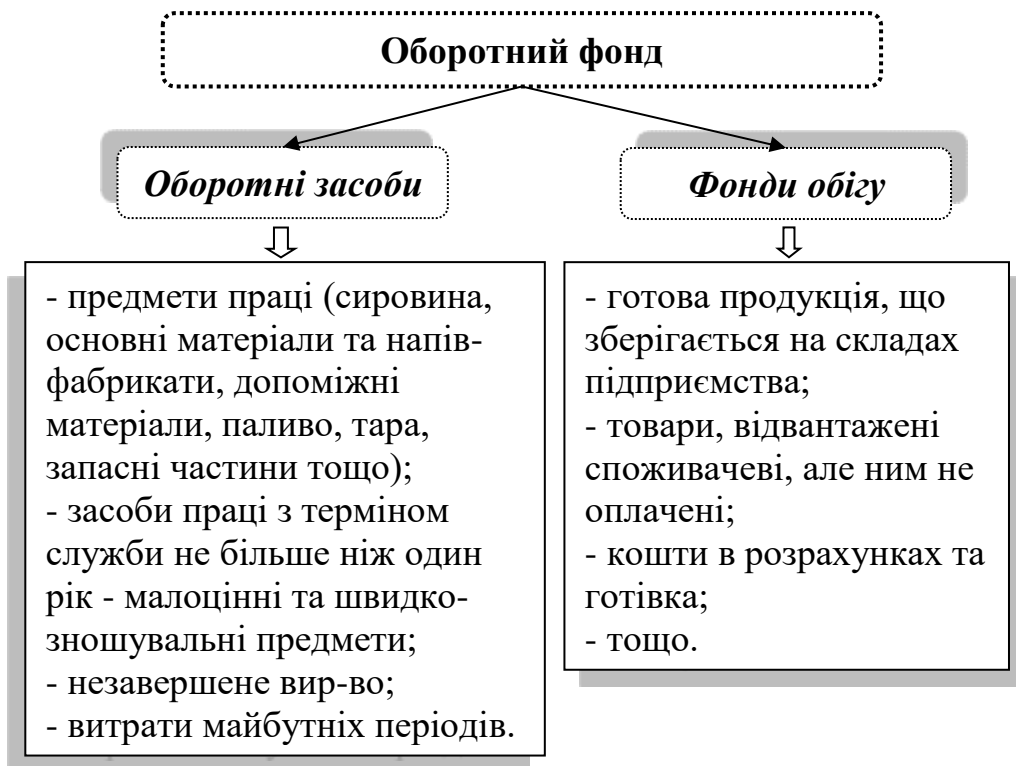 Оборотний фонд
Оборотні засоби
Фонди обігу
- предмети праці (сировина,
основні матеріали та напів-
фабрикати, допоміжні
матеріали, паливо, тара,
запасні частини тощо);
- засоби праці з терміном
служби не більше ніж один
рік - малоцінні та швидко-
зношувальні предмети;
- незавершене вир-во;
- витрати майбутніх періодів.
- готова продукція, що
зберігається на складах
підприємства;
- товари, відвантажені
споживачеві, але ним не
оплачені;
- кошти в розрахунках та
готівка;
- тощо.